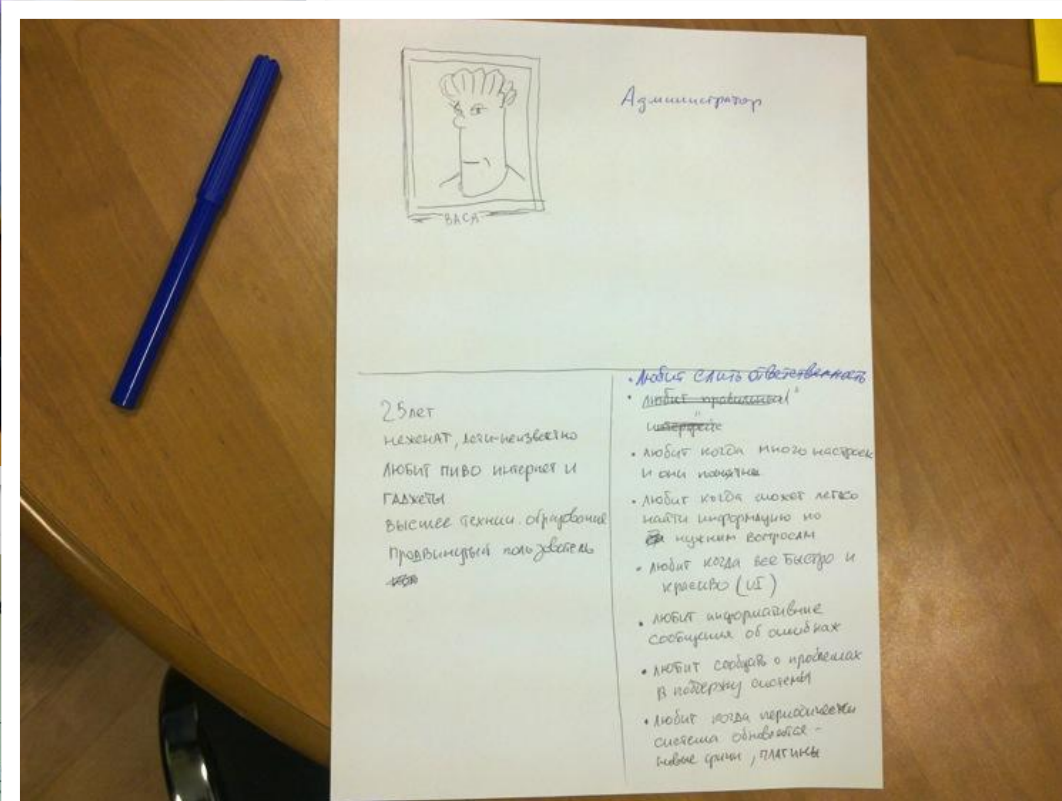 ВАСЯ
Администратор
25 лет
неженат, дети-неизвестно
любит пиво интернет и
гаджеты
высшее технич. образование
продвинутый пользователь
• любит слить ответственность
• любит правильный
интерфейс
• любит когда много настроек
и они понятны
• любит когда может легко
найти информацию по
нужным вопросам
• любит когда все быстро и
красиво (UI)
• любит информативные
сообщения об ошибках
• любит сообщать о проблемах
в поддержку системы
• любит когда периодически
система обновляется -
новые фичи, плагины